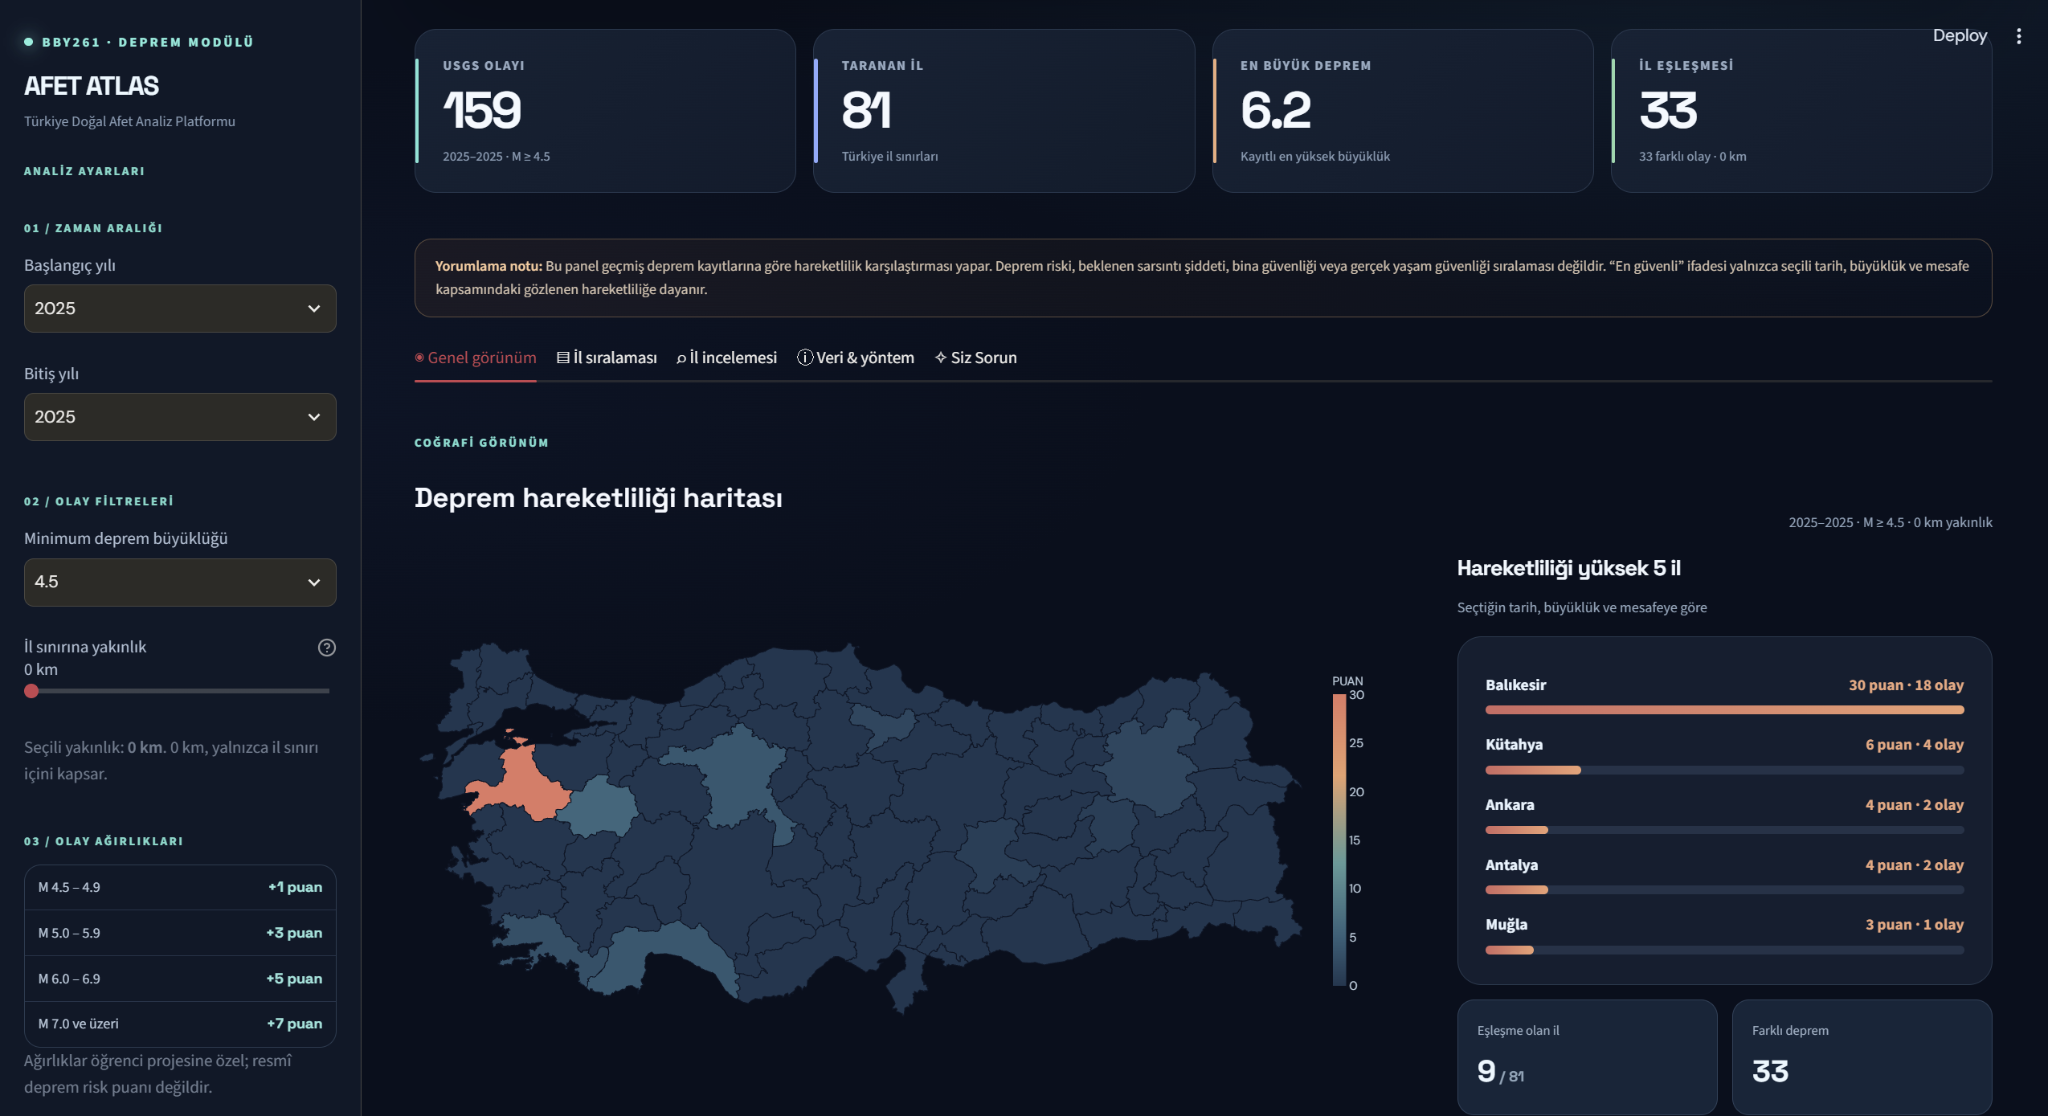 BBY261 · DEPREM MODÜLÜ
AFET ATLAS
Türkiye Doğal Afet Analiz Platformu
ANALİZ AYARLARI
01 / ZAMAN ARALIĞI
Başlangıç yılı
2025
Bitiş yılı
2025
02 / OLAY FİLTRELERİ
Minimum deprem büyüklüğü
4.5
İl sınırına yakınlık
0 km
Seçili yakınlık: 0 km. 0 km, yalnızca il sınırı
içini kapsar.
03 / OLAY AĞIRLIKLARI
M 4.5 – 4.9 +1 puan
M 5.0 – 5.9 +3 puan
M 6.0 – 6.9 +5 puan
M 7.0 ve üzeri +7 puan
Ağırlıklar öğrenci projesine özel; resmî
deprem risk puanı değildir.
Deploy
USGS OLAYI
159
2025–2025 · M ≥ 4.5
TARANAN İL
81
Türkiye il sınırları
EN BÜYÜK DEPREM
6.2
Kayıtlı en yüksek büyüklük
İL EŞLEŞMESİ
33
33 farklı olay · 0 km
Yorumlama notu: Bu panel geçmiş deprem kayıtlarına göre hareketlilik karşılaştırması yapar. Deprem riski, beklenen sarsıntı şiddeti, bina güvenliği veya gerçek yaşam güvenliği sıralaması değildir. “En güvenli” ifadesi yalnızca seçili tarih, büyüklük ve mesafe
kapsamındaki gözlenen hareketliliğe dayanır.
Genel görünüm İl sıralaması İl incelemesi Veri & yöntem Siz Sorun
COĞRAFİ GÖRÜNÜM
Deprem hareketliliği haritası
2025–2025 · M ≥ 4.5 · 0 km yakınlık
PUAN
30
25
20
15
10
5
0
Hareketliliği yüksek 5 il
Seçtiğin tarih, büyüklük ve mesafeye göre
Balıkesir 30 puan · 18 olay
Kütahya 6 puan · 4 olay
Ankara 4 puan · 2 olay
Antalya 4 puan · 2 olay
Muğla 3 puan · 1 olay
Eşleşme olan il
9 / 81
Farklı deprem
33